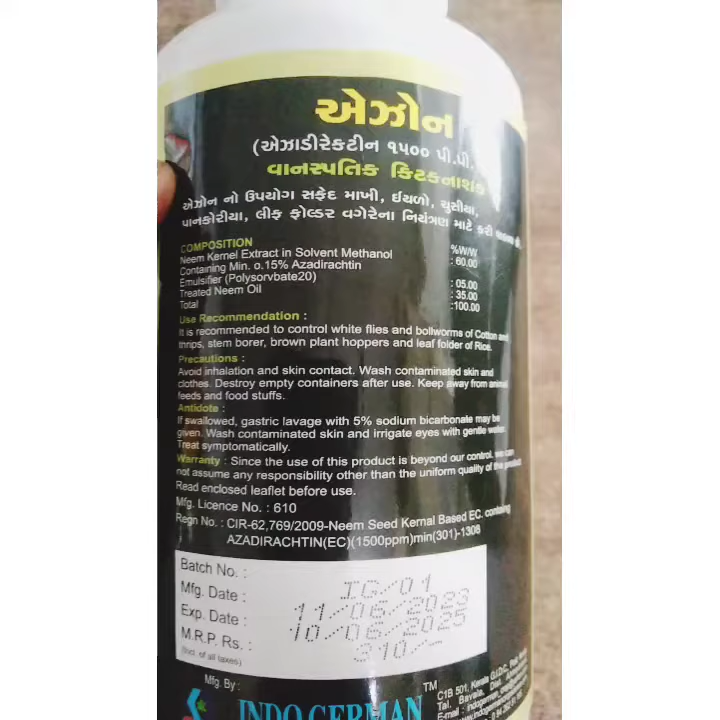 એઝોન
(એઝાડીરેકટીન ૧૫૦૦ પી.પી.
વાનસ્પતિક કિટકનાશક
એઝોન નો ઉપયોગ સફેદ માખી, ઈયળો, ચુસીયા,
પાનકોરીયા, લીફ ફોલ્ડર વગેરેના નિયંત્રણ માટે કરી
COMPOSITION %W/W
Neem Kernel Extract in Solvent Methanol : 60.00
Containing Min. o.15% Azadirachtin
Emulsifier (Polysorvbate20) : 05.00
Treated Neem Oil : 35.00
Total :100.00
Use Recommendation :
It is recommended to control white flies and bollworms of Cotton and
thrips, stem borer, brown plant hoppers and leaf folder of Rice.
Precautions :
Avoid inhalation and skin contact. Wash contaminated skin and
clothes. Destroy empty containers after use. Keep away from animal
feeds and food stuffs.
Antidote :
If swallowed, gastric lavage with 5% sodium bicarbonate may be
given. Wash contaminated skin and irrigate eyes with gentle water.
Treat symptomatically.
Warranty : Since the use of this product is beyond our control. we can
not assume any responsibility other than the uniform quality of the product
Read enclosed leaflet before use.
Mfg. Licence No. : 610
Regn No. : CIR-62,769/2009-Neem Seed Kernal Based EC. containing
AZADIRACHTIN(EC)(1500ppm)min(301)-1308
Batch No. : IG/01
Mfg. Date : 11/06/2023
Exp. Date : 10/06/2025
M.R.P. Rs. : 310/-
(Incl. of all taxes)
Mfg. By :
INDO GERMAN TM
C1B 501, Kerala G.I.D.C.
Tal. Bavala, Dist.
E-mail :